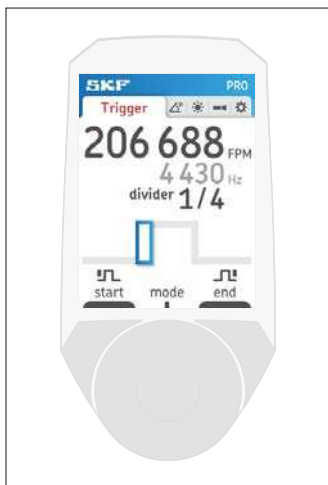 SKF PRO
Trigger
206 688 FPM
4 430 Hz
divider 1/4
start mode end